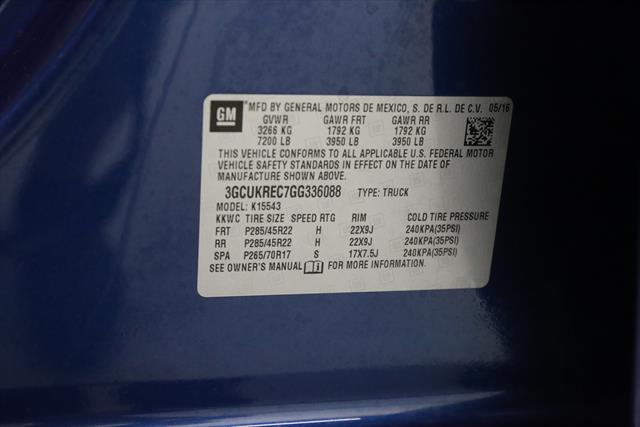 GM MFD BY GENERAL MOTORS DE MEXICO, S. DE R.L. DE C.V. 05/16
GVWR GAWR FRT GAWR RR
3266 KG 1792 KG 1792 KG
7200 LB 3950 LB 3950 LB
THIS VEHICLE CONFORMS TO ALL APPLICABLE U.S. FEDERAL MOTOR
VEHICLE SAFETY STANDARDS IN EFFECT ON THE DATE OF
MANUFACTURE SHOWN ABOVE.
3GCUKREC7GG336088 TYPE: TRUCK
MODEL: K15543
KKWC TIRE SIZE SPEED RTG RIM COLD TIRE PRESSURE
FRT P285/45R22 H 22X9J 240KPA(35PSI)
RR P285/45R22 H 22X9J 240KPA(35PSI)
SPA P265/70R17 S 17X7.5J 240KPA(35PSI)
SEE OWNER'S MANUAL FOR MORE INFORMATION.